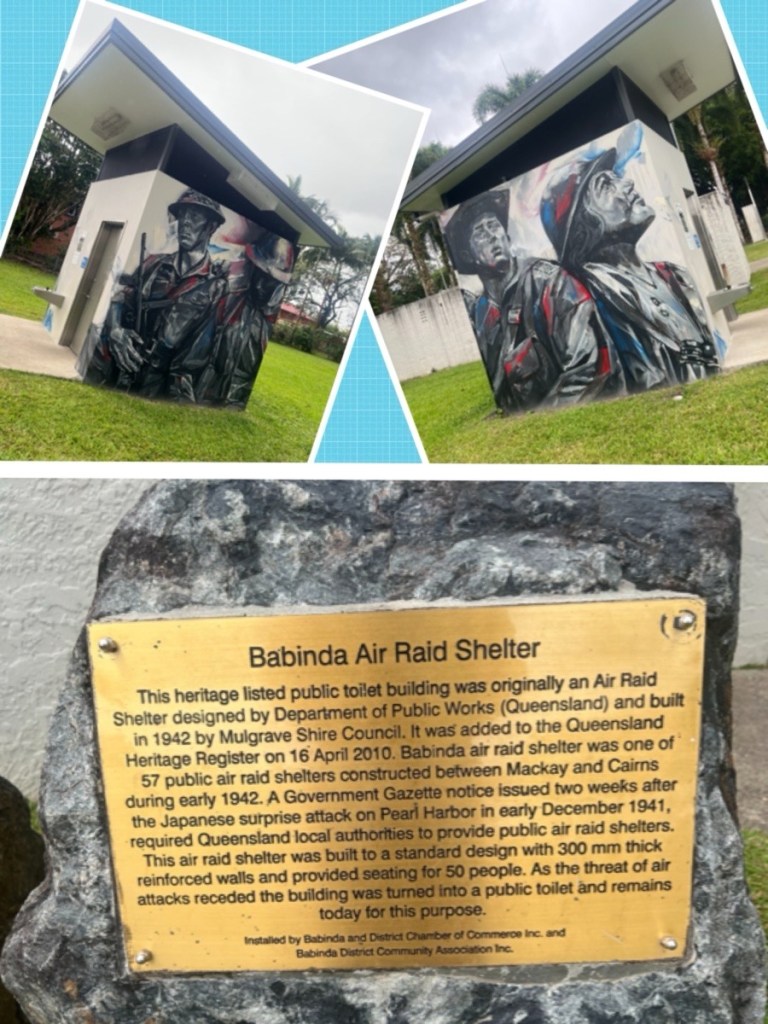 Babinda Air Raid Shelter
This heritage listed public toilet building was originally an Air Raid
Shelter designed by Department of Public Works (Queensland) and built
in 1942 by Mulgrave Shire Council. It was added to the Queensland
Heritage Register on 16 April 2010. Babinda air raid shelter was one of
57 public air raid shelters constructed between Mackay and Cairns
during early 1942. A Government Gazette notice issued two weeks after
the Japanese surprise attack on Pearl Harbor in early December 1941,
required Queensland local authorities to provide public air raid shelters.
This air raid shelter was built to a standard design with 300 mm thick
reinforced walls and provided seating for 50 people. As the threat of air
attacks receded the building was turned into a public toilet and remains
today for this purpose.
Installed by Babinda and District Chamber of Commerce Inc. and
Babinda District Community Association Inc.